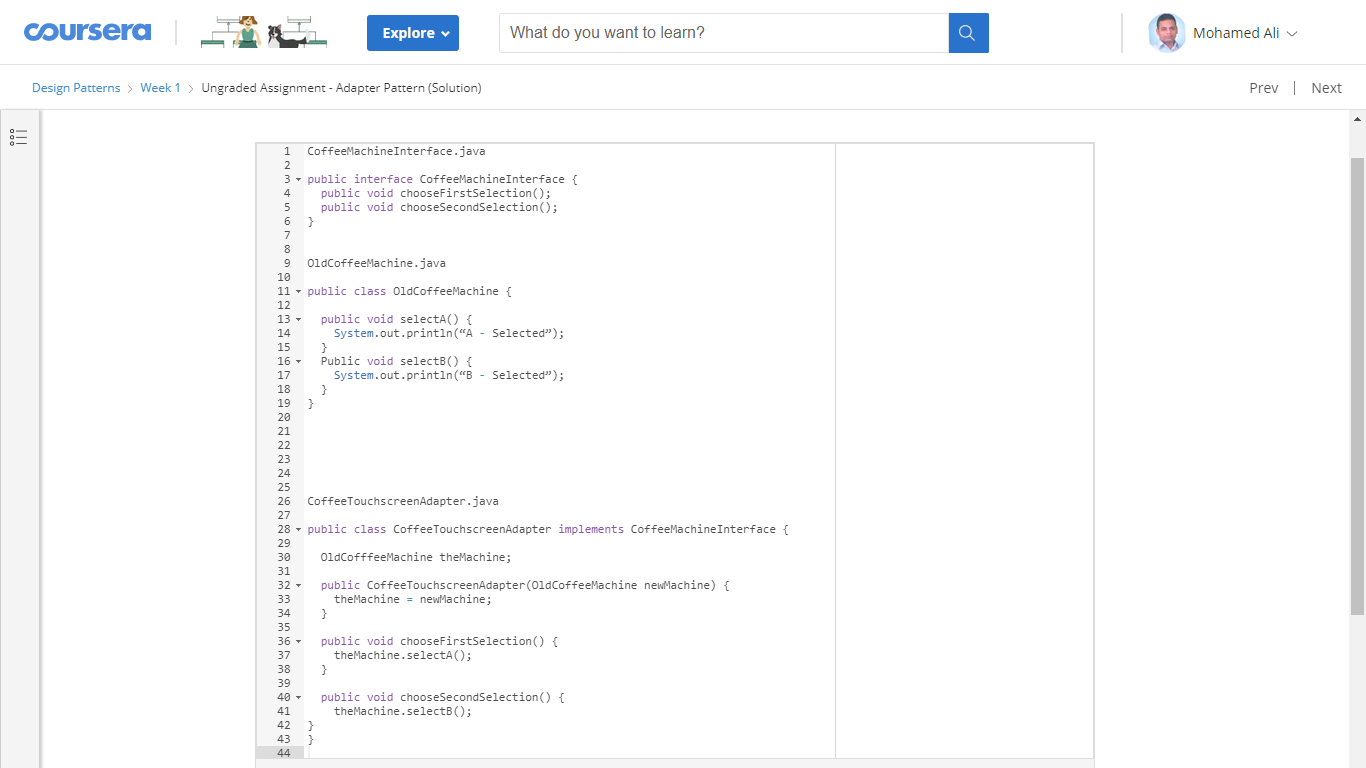 coursera
Explore
What do you want to learn?
Mohamed Ali
Design Patterns > Week 1 > Ungraded Assignment - Adapter Pattern (Solution)
Prev | Next
1 CoffeeMachineInterface.java
2
3 public interface CoffeeMachineInterface {
4 public void chooseFirstSelection();
5 public void chooseSecondSelection();
6 }
7
8
9 OldCoffeeMachine.java
10
11 public class OldCoffeeMachine {
12
13 public void selectA() {
14 System.out.println(“A - Selected”);
15 }
16 Public void selectB() {
17 System.out.println(“B - Selected”);
18 }
19 }
20
21
22
23
24
25
26 CoffeeTouchscreenAdapter.java
27
28 public class CoffeeTouchscreenAdapter implements CoffeeMachineInterface {
29
30 OldCofffeeMachine theMachine;
31
32 public CoffeeTouchscreenAdapter(OldCoffeeMachine newMachine) {
33 theMachine = newMachine;
34 }
35
36 public void chooseFirstSelection() {
37 theMachine.selectA();
38 }
39
40 public void chooseSecondSelection() {
41 theMachine.selectB();
42 }
43 }
44